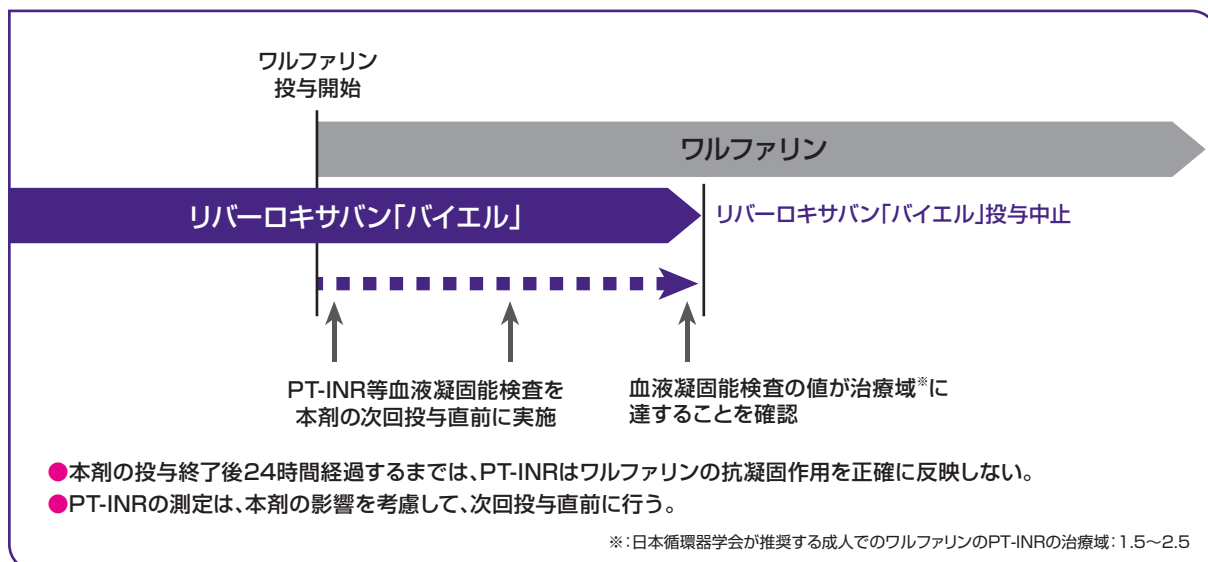 ワルファリン
投与開始
ワルファリン
リバーロキサバン「バイエル」
リバーロキサバン「バイエル」投与中止
PT-INR等血液凝固能検査を
本剤の次回投与直前に実施
血液凝固能検査の値が治療域※に
達することを確認
●本剤の投与終了後24時間経過するまでは、PT-INRはワルファリンの抗凝固作用を正確に反映しない。
●PT-INRの測定は、本剤の影響を考慮して、次回投与直前に行う。
※：日本循環器学会が推奨する成人でのワルファリンのPT-INRの治療域：1.5～2.5